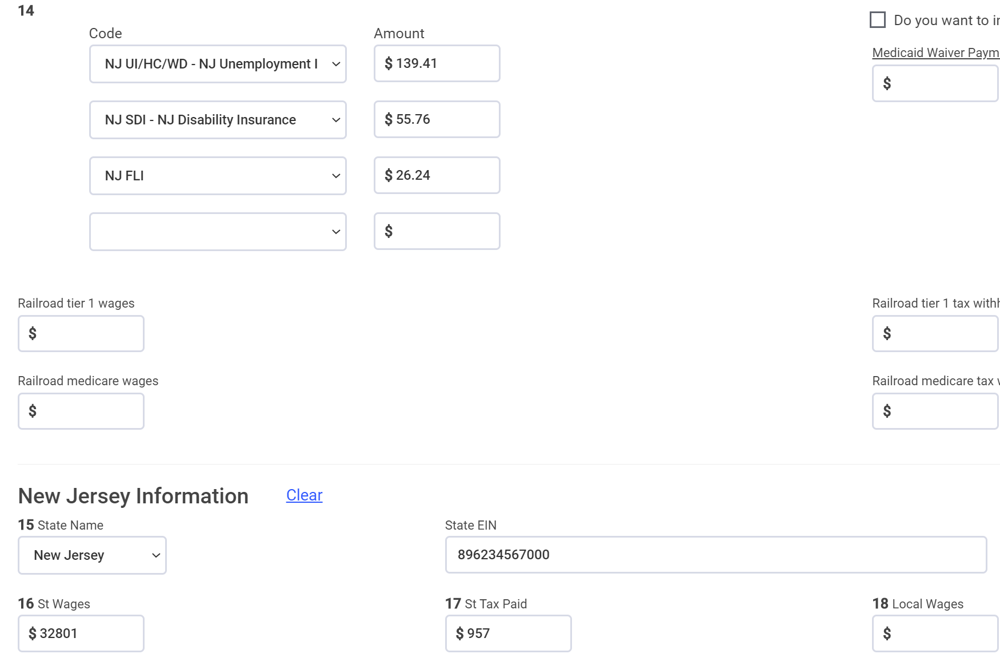 14
Do you want to i
Code
Amount
Medicaid Waiver Paym
NJ UI/HC/WD - NJ Unemployment I
$ 139.41
$
NJ SDI - NJ Disability Insurance
$ 55.76
NJ FLI
$ 26.24
$
Railroad tier 1 wages
Railroad tier 1 tax with
$
$
Railroad medicare wages
Railroad medicare tax
$
$
New Jersey Information
Clear
15 State Name
State EIN
New Jersey
896234567000
16 St Wages
17 St Tax Paid
18 Local Wages
$ 32801
$ 957
$